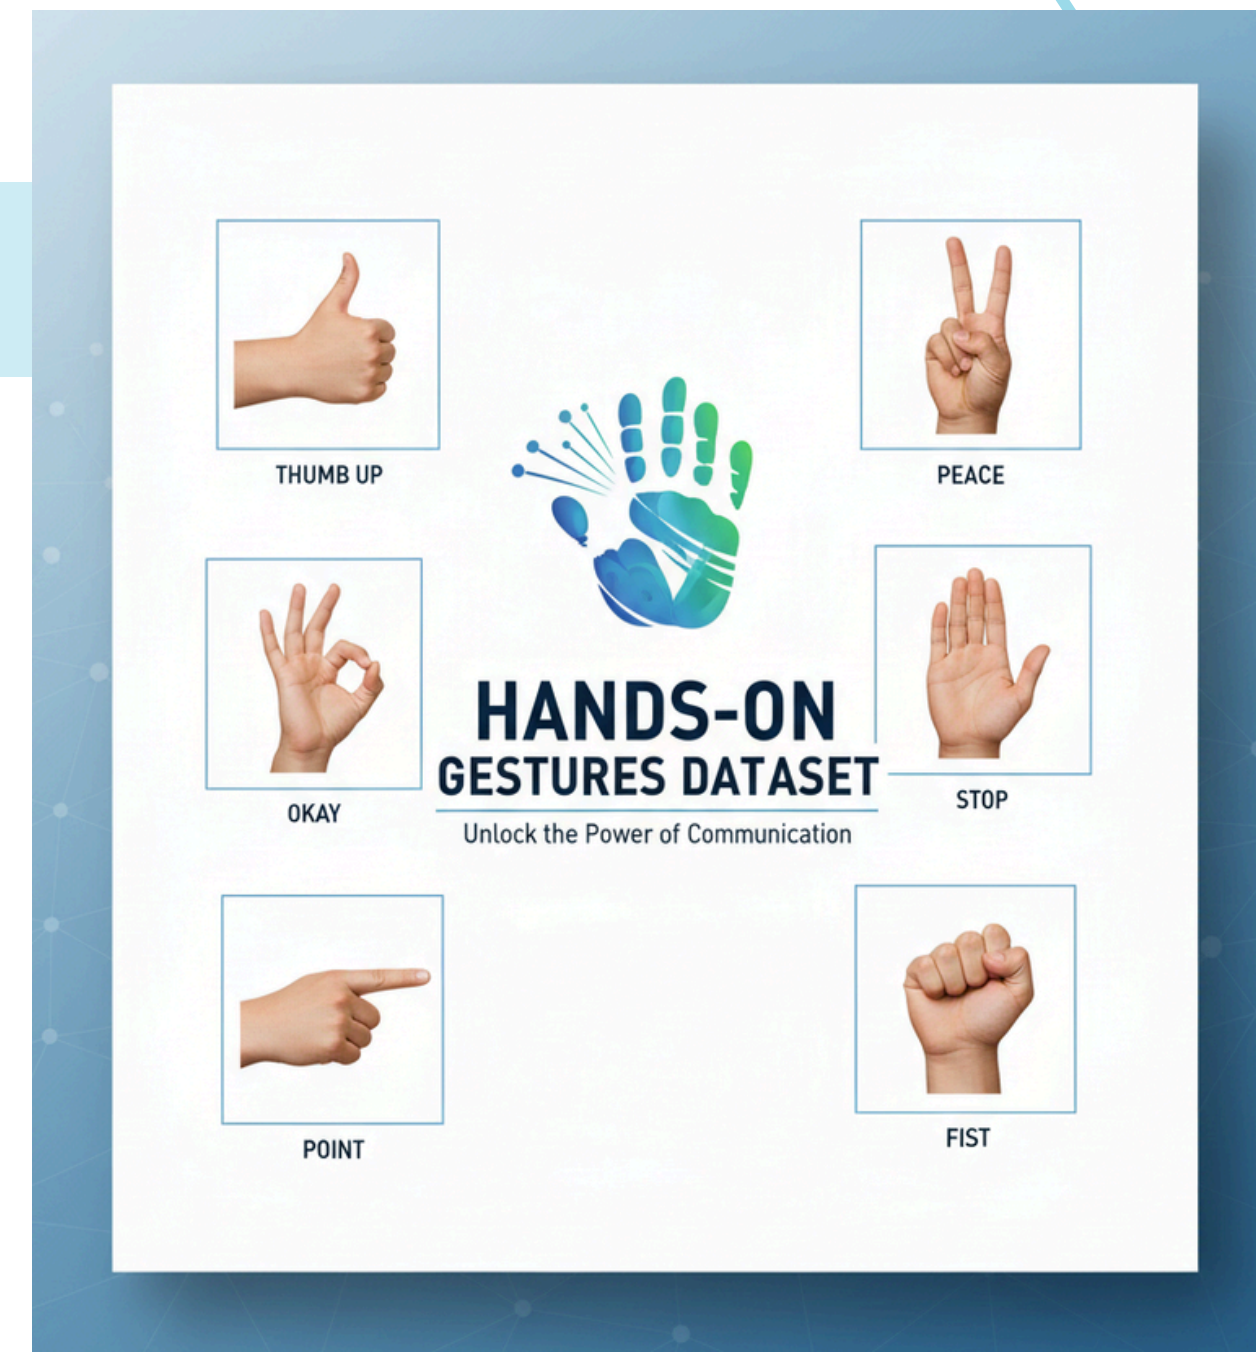 THUMB UP
PEACE
OKAY
HANDS-ON
GESTURES DATASET
Unlock the Power of Communication
STOP
POINT
FIST